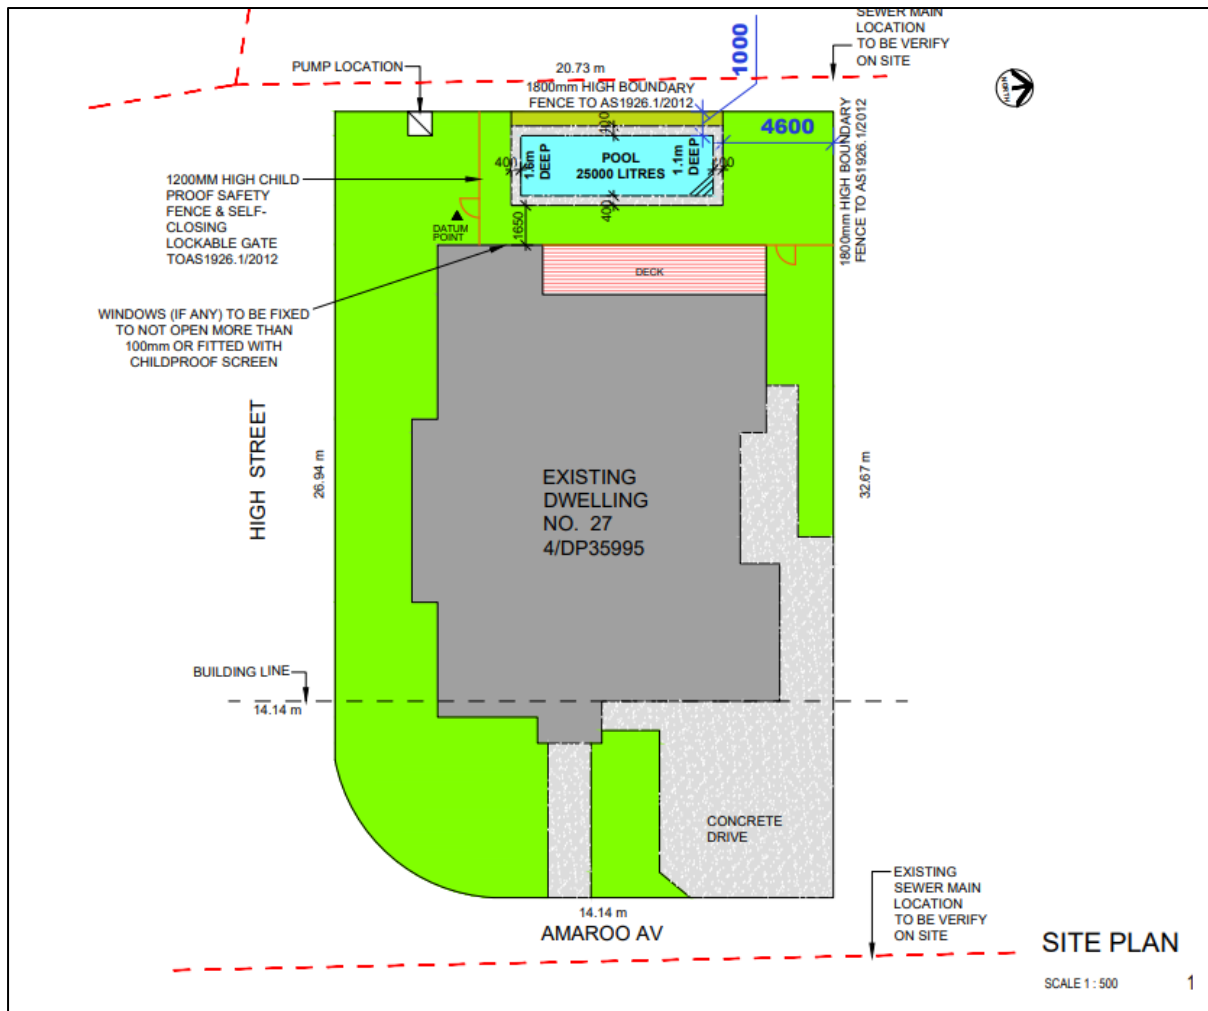 SEWER MAIN
LOCATION
TO BE VERIFY
ON SITE
1000
PUMP LOCATION
20.73 m
1800mm HIGH BOUNDARY
FENCE TO AS1926.1/2012
NORTH
4600
1800mm HIGH BOUNDARY
FENCE TO AS1926.1/2012
400
400
1.6m
DEEP
POOL
25000 LITRES
1.1m
DEEP
400
1650
1200MM HIGH CHILD
PROOF SAFETY
FENCE & SELF-
CLOSING
LOCKABLE GATE
TOAS1926.1/2012
DATUM
POINT
DECK
WINDOWS (IF ANY) TO BE FIXED
TO NOT OPEN MORE THAN
100mm OR FITTED WITH
CHILDPROOF SCREEN
HIGH STREET
26.94 m
32.67 m
EXISTING
DWELLING
NO. 27
4/DP35995
BUILDING LINE
14.14 m
CONCRETE
DRIVE
14.14 m
AMAROO AV
EXISTING
SEWER MAIN
LOCATION
TO BE VERIFY
ON SITE
SITE PLAN
SCALE 1 : 500
1